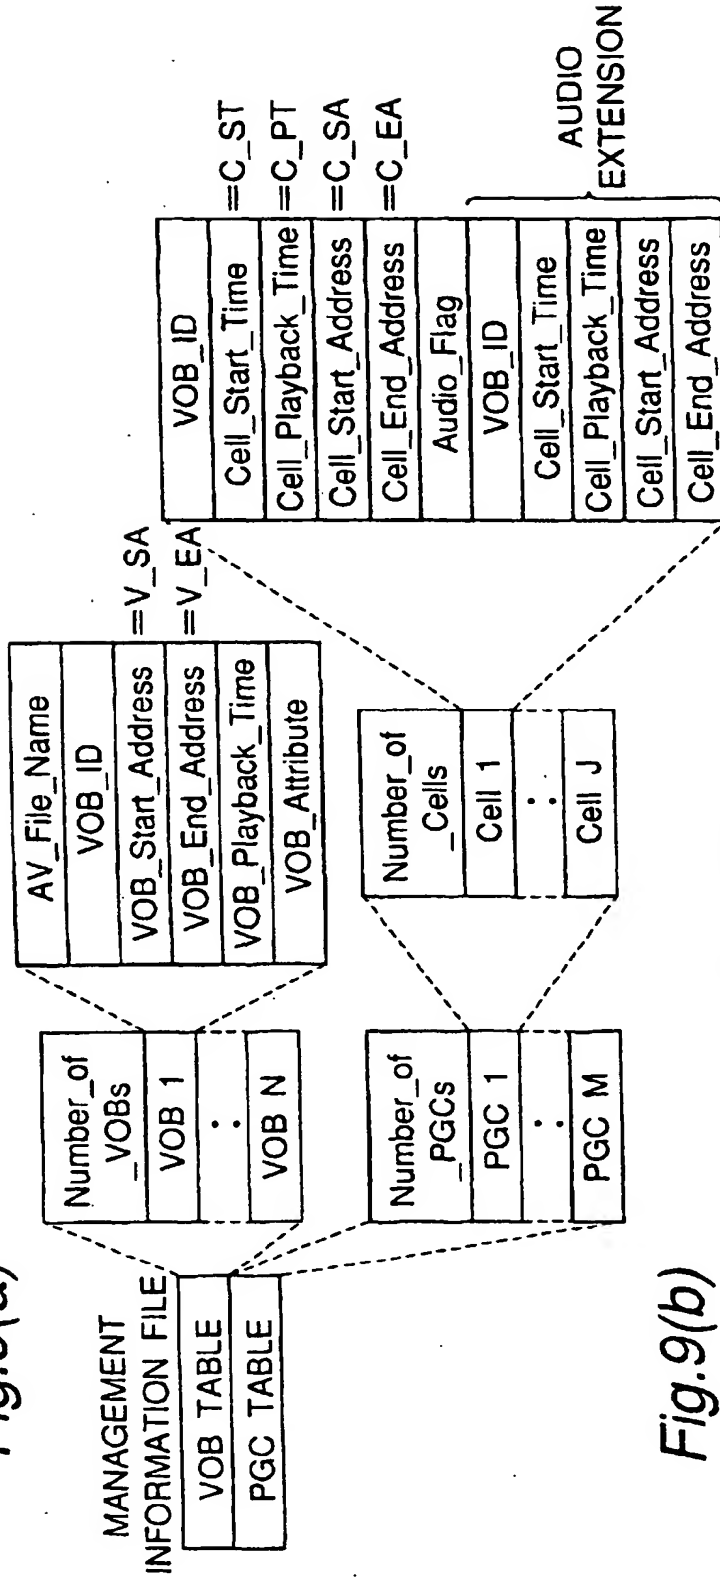 MANAGEMENT
INFORMATION FILE
VOB TABLE
PGC TABLE
Number_of
_VOBs
VOB 1
: 
VOB N
AV_File_Name
VOB_ID
VOB_Start_Address =V_SA
VOB_End_Address =V_EA
VOB_Playback_Time
VOB_Attribute
Number_of
_PGCs
PGC 1
:
PGC M
Number_of
_Cells
Cell 1
:
Cell J
VOB_ID
Cell_Start_Time =C_ST
Cell_Playback_Time =C_PT
Cell_Start_Address =C_SA
Cell_End_Address =C_EA
Audio_Flag
VOB_ID
Cell_Start_Time
Cell_Playback_Time
Cell_Start_Address
Cell_End_Address
AUDIO
EXTENSION
Fig.9(b)